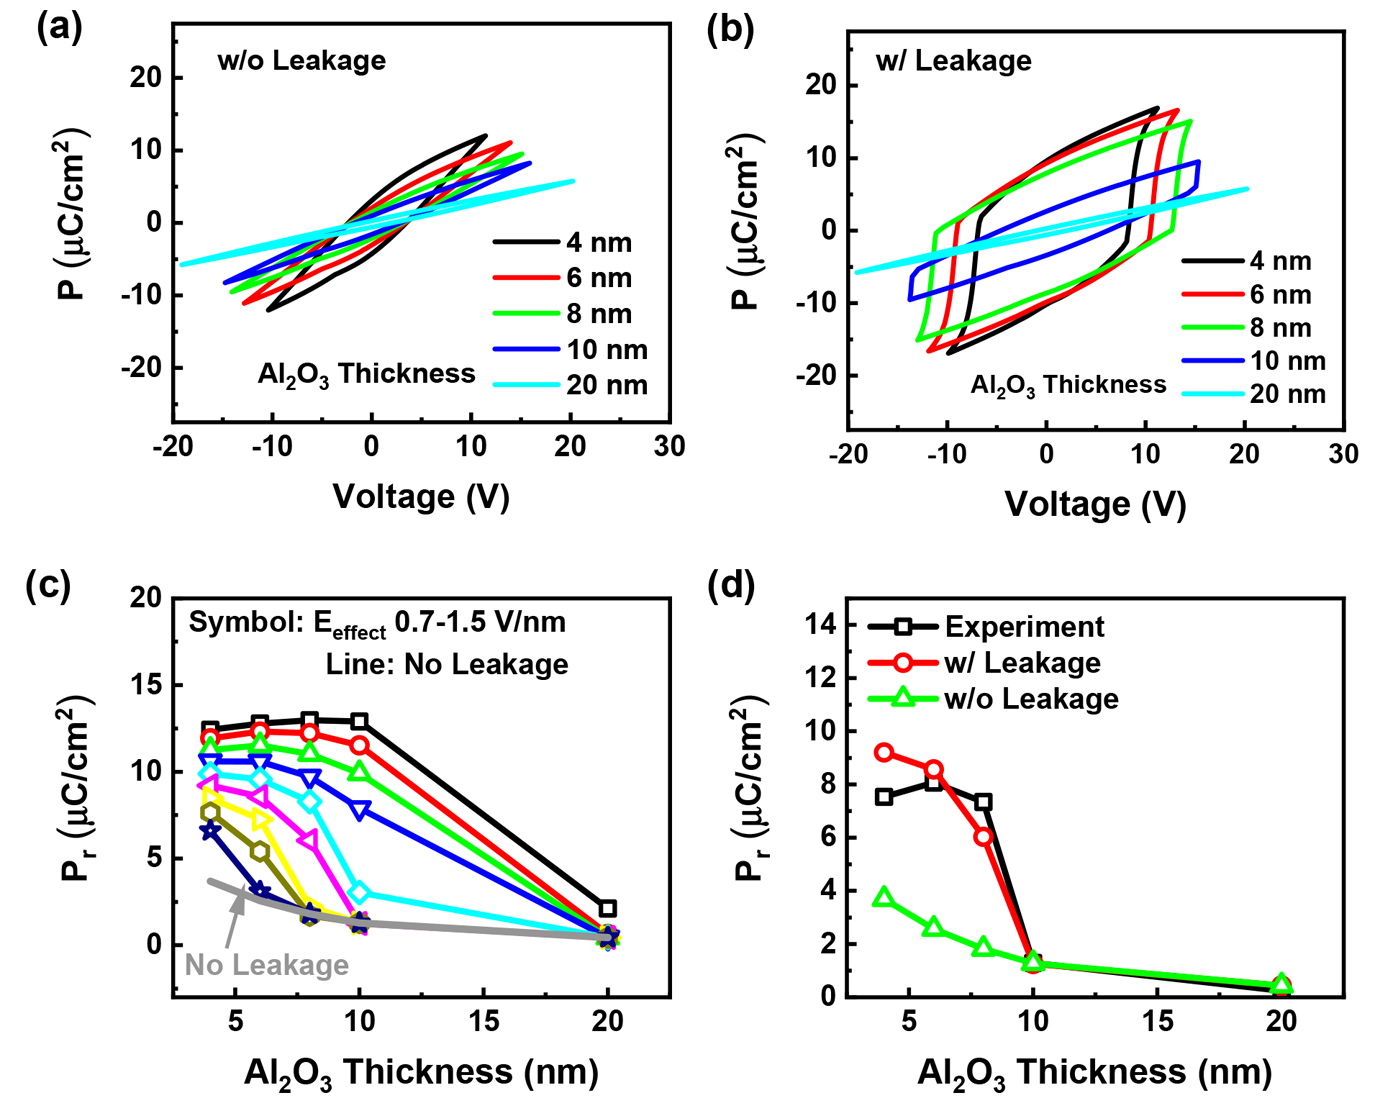 (a)
w/o Leakage
20
10
0
-10
-20
P (μC/cm²)
4 nm
6 nm
8 nm
10 nm
20 nm
Al₂O₃ Thickness
-20 -10 0 10 20 30
Voltage (V)
(b)
w/ Leakage
20
10
0
-10
-20
P (μC/cm²)
4 nm
6 nm
8 nm
10 nm
20 nm
Al₂O₃ Thickness
-20 -10 0 10 20 30
Voltage (V)
(c)
20
15
10
5
0
Pᵣ (μC/cm²)
Symbol: E_effect 0.7-1.5 V/nm
Line: No Leakage
No Leakage
5 10 15 20
Al₂O₃ Thickness (nm)
(d)
14
12
10
8
6
4
2
0
Pᵣ (μC/cm²)
Experiment
w/ Leakage
w/o Leakage
5 10 15 20
Al₂O₃ Thickness (nm)